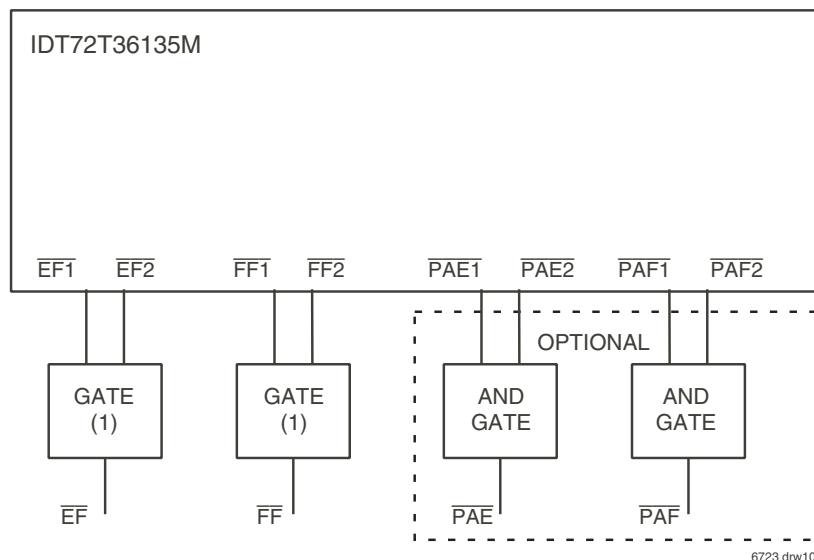 IDT72T36135M
EF1 EF2 FF1 FF2 PAE1 PAE2 PAF1 PAF2
OPTIONAL
GATE
(1)
GATE
(1)
AND
GATE
AND
GATE
EF FF PAE PAF
6723 drw10